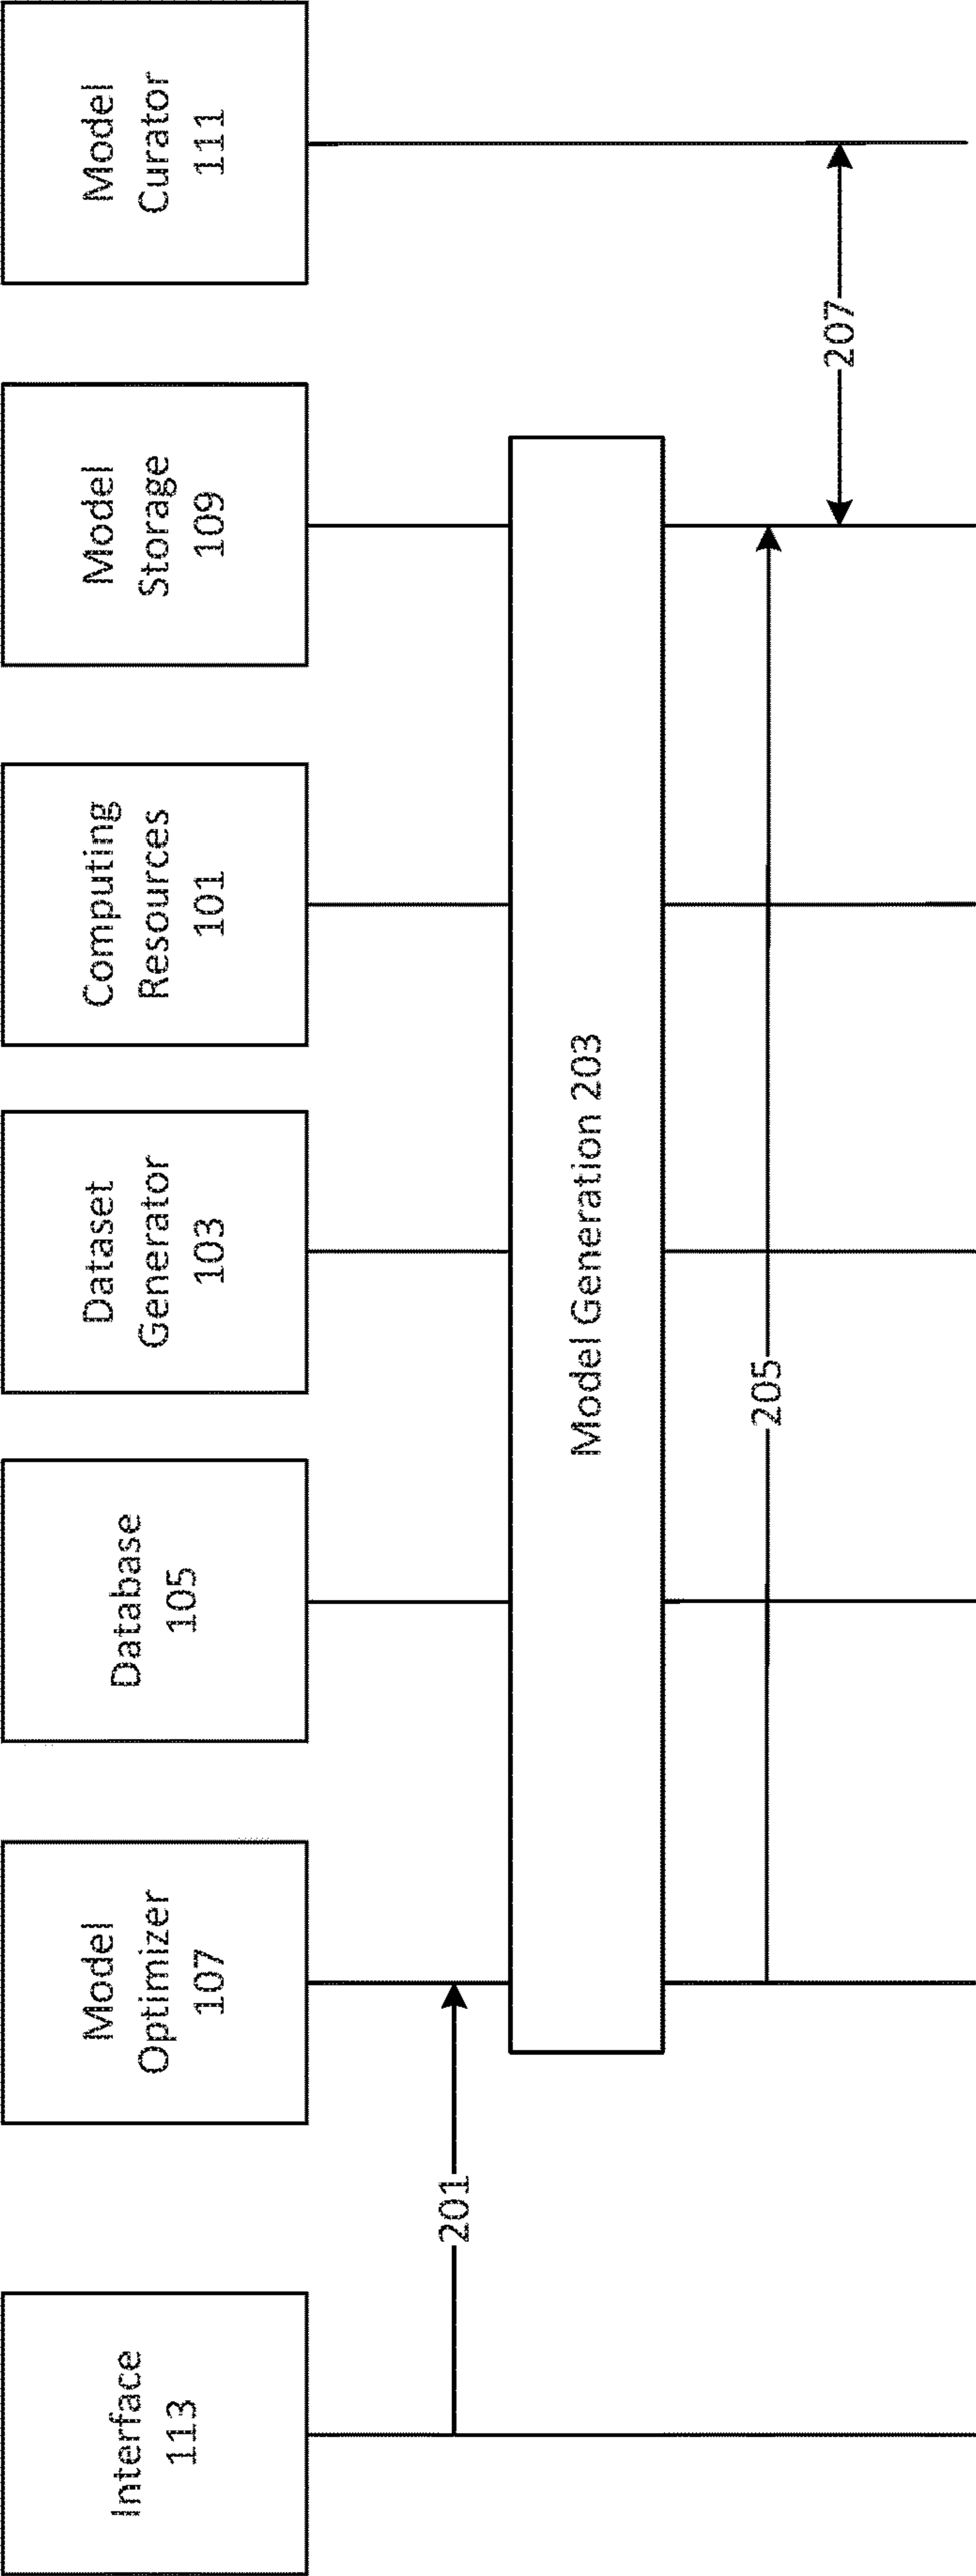 Interface
113
Model
Optimizer
107
Database
105
Dataset
Generator
103
Computing
Resources
101
Model
Storage
109
Model
Curator
111
201
Model Generation 203
205
207